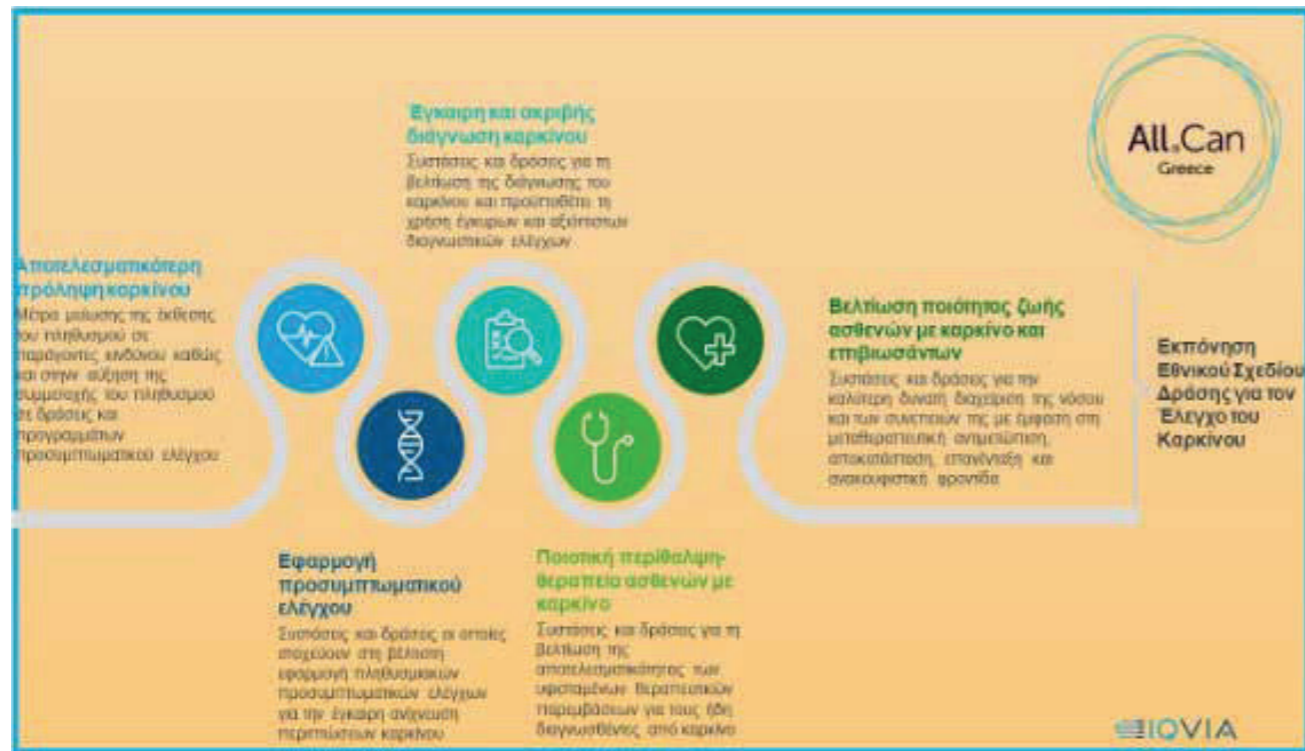 Αποτελεσματικότερη
πρόληψη καρκίνου
Μέτρα μείωσης της έκθεσης
του πληθυσμού σε
παράγοντες κινδύνου καθώς
και στην αύξηση της
συμμετοχής του πληθυσμού
σε δράσεις και
προγραμμάτων
προσυμπτωματικού ελέγχου
Εφαρμογή
προσυμπτωματικού
ελέγχου
Συστάσεις και δράσεις οι οποίες
στοχεύουν στη βέλτιστη
εφαρμογή πληθυσμιακών
προσυμπτωματικών ελέγχων
για την έγκαιρη ανίχνευση
περιπτώσεων καρκίνου
Έγκαιρη και ακριβής
διάγνωση καρκίνου
Συστάσεις και δράσεις για τη
βελτίωση της διάγνωσης του
καρκίνου και προϋποθέτει τη
χρήση έγκυρων και αξιόπιστων
διαγνωστικών ελέγχων
Ποιοτική περίθαλψη-
θεραπεία ασθενών με
καρκίνο
Συστάσεις και δράσεις για τη
βελτίωση της
αποτελεσματικότητας των
υφισταμένων θεραπευτικών
παρεμβάσεων για τους ήδη
διαγνωσθέντες από καρκίνο
Βελτίωση ποιότητας ζωής
ασθενών με καρκίνο και
επιβιωσάντων
Συστάσεις και δράσεις για την
καλύτερη δυνατή διαχείριση της νόσου
και των συνεπειών της με έμφαση στη
μεταθεραπευτική αντιμετώπιση,
αποκατάσταση, επανένταξη και
ανακουφιστική φροντίδα
Εκπόνηση
Εθνικού Σχεδίου
Δράσης για τον
Έλεγχο του
Καρκίνου
All.Can
Greece
IQVIA